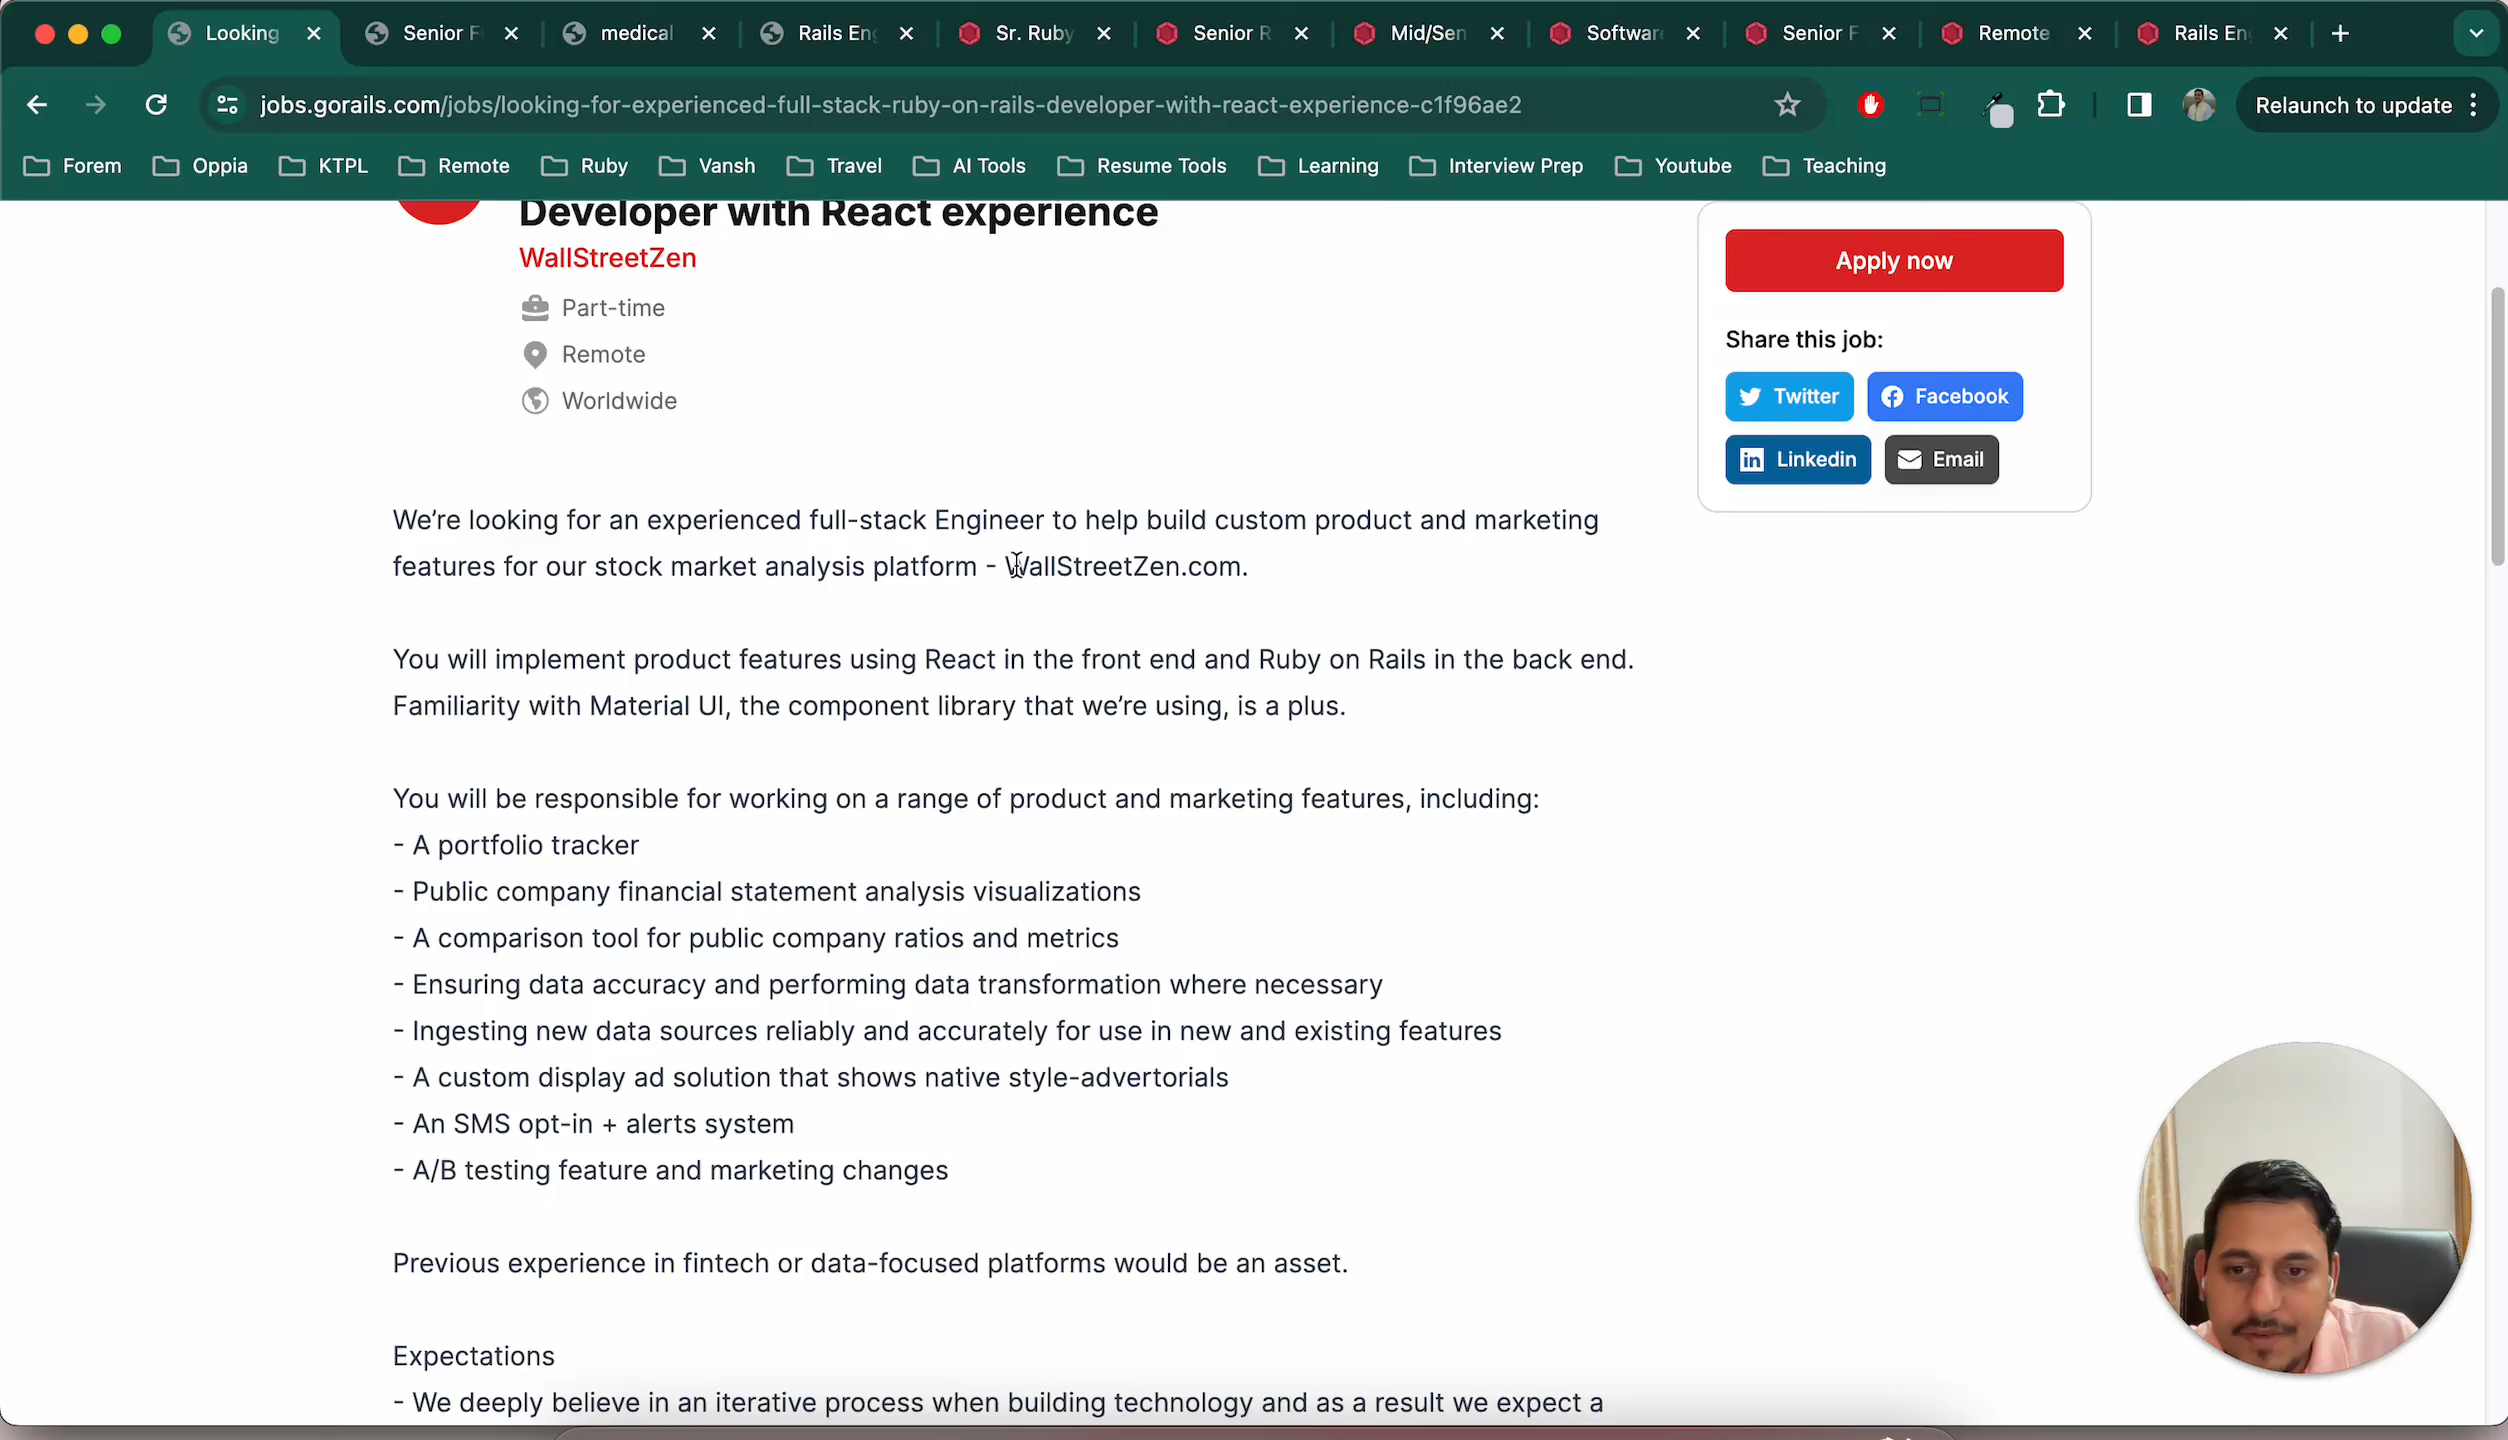 Looking
Senior F
medical
Rails En
Sr. Ruby
Senior R
Mid/Sen
Softwar
Senior F
Remote
Rails En
jobs.gorails.com/jobs/looking-for-experienced-full-stack-ruby-on-rails-developer-with-react-experience-c1f96ae2
Relaunch to update
Forem
Oppia
KTPL
Remote
Ruby
Vansh
Travel
AI Tools
Resume Tools
Learning
Interview Prep
Youtube
Teaching
Developer with React experience
WallStreetZen
Part-time
Remote
Worldwide
Apply now
Share this job:
Twitter
Facebook
in Linkedin
Email
We’re looking for an experienced full-stack Engineer to help build custom product and marketing
features for our stock market analysis platform - WallStreetZen.com.
You will implement product features using React in the front end and Ruby on Rails in the back end.
Familiarity with Material UI, the component library that we’re using, is a plus.
You will be responsible for working on a range of product and marketing features, including:
- A portfolio tracker
- Public company financial statement analysis visualizations
- A comparison tool for public company ratios and metrics
- Ensuring data accuracy and performing data transformation where necessary
- Ingesting new data sources reliably and accurately for use in new and existing features
- A custom display ad solution that shows native style-advertorials
- An SMS opt-in + alerts system
- A/B testing feature and marketing changes
Previous experience in fintech or data-focused platforms would be an asset.
Expectations
- We deeply believe in an iterative process when building technology and as a result we expect a